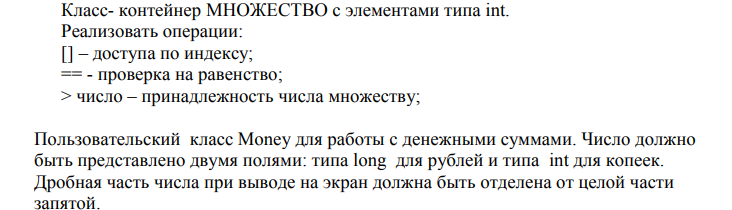 Класс- контейнер МНОЖЕСТВО с элементами типа int.
Реализовать операции:
[] – доступа по индексу;
== - проверка на равенство;
> число – принадлежность числа множеству;
Пользовательский класс Money для работы с денежными суммами. Число должно
быть представлено двумя полями: типа long для рублей и типа int для копеек.
Дробная часть числа при выводе на экран должна быть отделена от целой части
запятой.